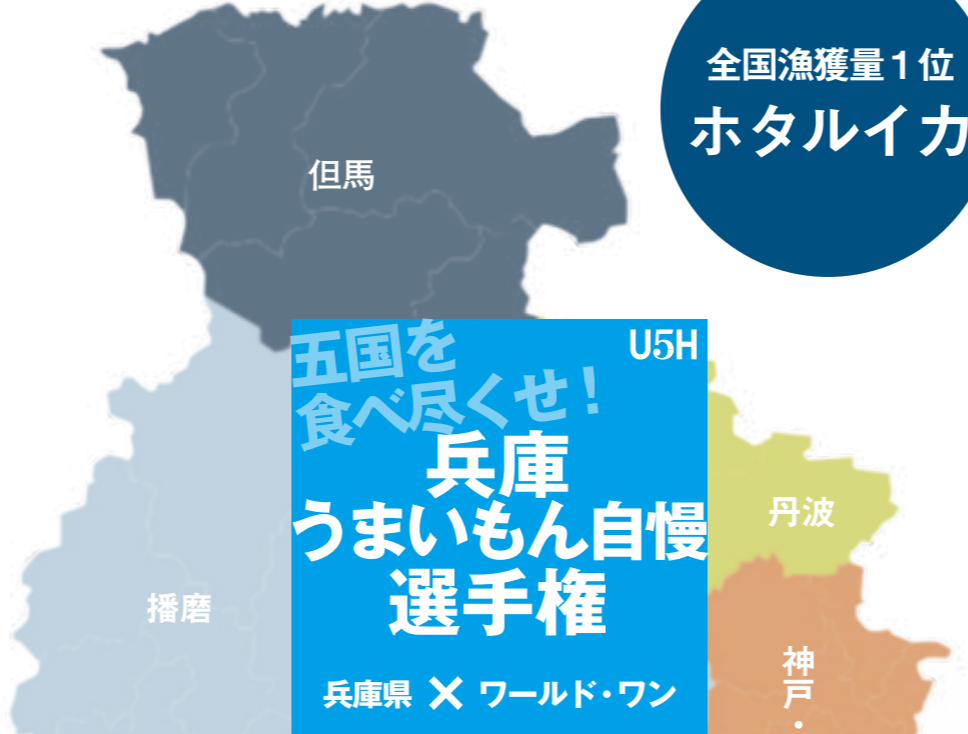 全国漁獲量1位
ホタルイカ
但馬
五国を
食べ尽くせ!
U5H
兵庫
うまいもん自慢
選手権
兵庫県 × ワールド・ワン
播磨
丹波
神戸・